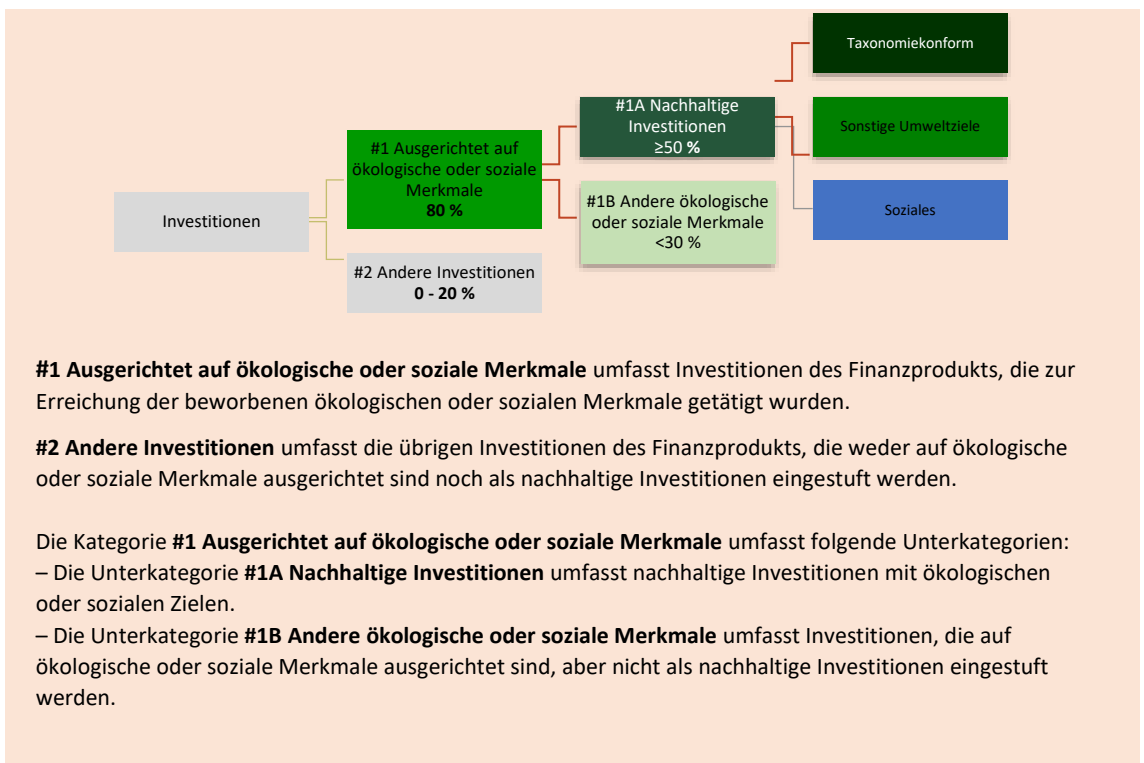 Taxonomiekonform
#1A Nachhaltige
Investitionen
≥50 %
Sonstige Umweltziele
#1 Ausgerichtet auf
ökologische oder soziale
Merkmale
80 %
#1B Andere ökologische
oder soziale Merkmale
<30 %
Soziales
Investitionen
#2 Andere Investitionen
0 - 20 %
#1 Ausgerichtet auf ökologische oder soziale Merkmale umfasst Investitionen des Finanzprodukts, die zur
Erreichung der beworbenen ökologischen oder sozialen Merkmale getätigt wurden.
#2 Andere Investitionen umfasst die übrigen Investitionen des Finanzprodukts, die weder auf ökologische
oder soziale Merkmale ausgerichtet sind noch als nachhaltige Investitionen eingestuft werden.
Die Kategorie #1 Ausgerichtet auf ökologische oder soziale Merkmale umfasst folgende Unterkategorien:
– Die Unterkategorie #1A Nachhaltige Investitionen umfasst nachhaltige Investitionen mit ökologischen
oder sozialen Zielen.
– Die Unterkategorie #1B Andere ökologische oder soziale Merkmale umfasst Investitionen, die auf
ökologische oder soziale Merkmale ausgerichtet sind, aber nicht als nachhaltige Investitionen eingestuft
werden.